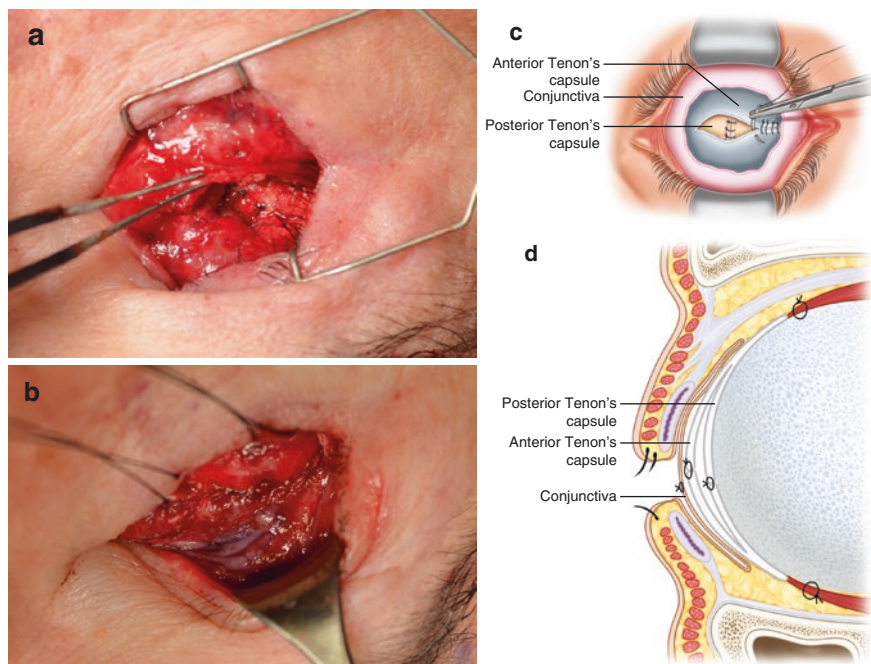 a
b
c
Anterior Tenon's
capsule
Conjunctiva
Posterior Tenon's
capsule
d
Posterior Tenon's
capsule
Anterior Tenon's
capsule
Conjunctiva